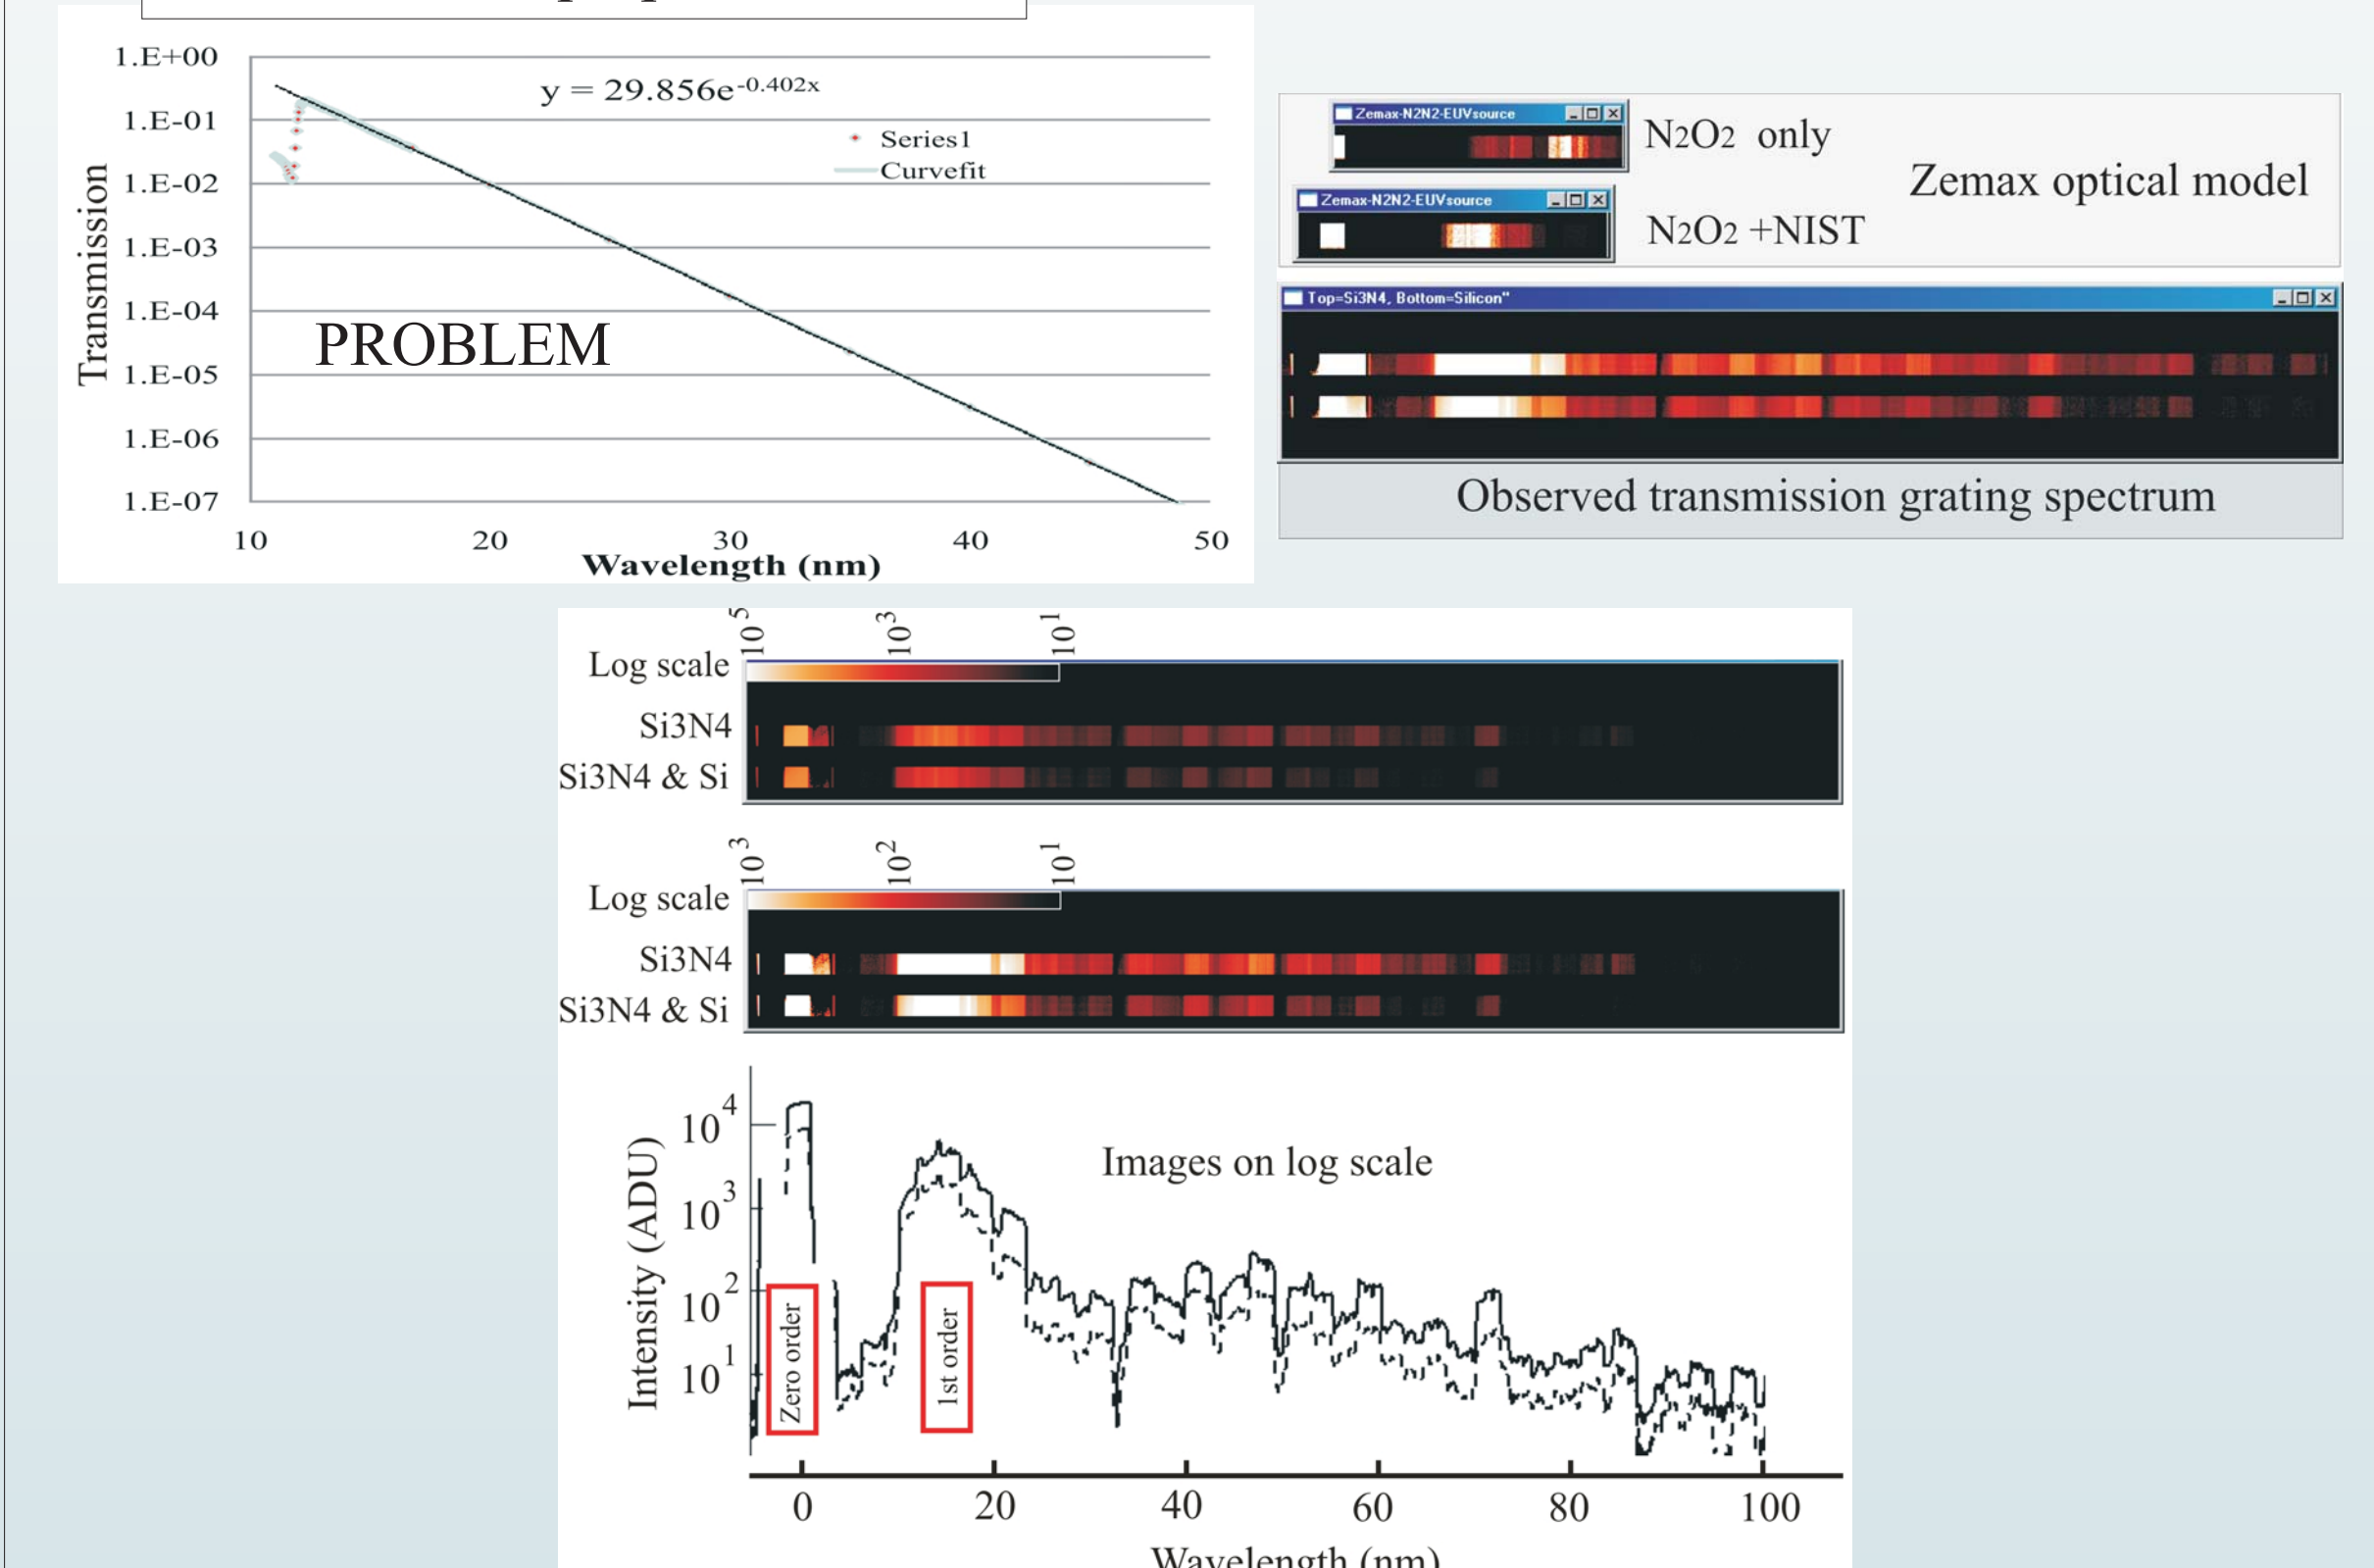 1.E+00
1.E-01
1.E-02
1.E-03
1.E-04
1.E-05
1.E-06
1.E-07
Transmission
y = 29.856e-0.402x
Series1
Curvefit
PROBLEM
10 20 30 40 50
Wavelength (nm)
Zemax-N2N2-EUVsource
N2O2 only
Zemax optical model
Zemax-N2N2-EUVsource
N2O2 +NIST
Top=Si3N4, Bottom=Silicon"
Observed transmission grating spectrum
10^5 10^3 10^1
Log scale
Si3N4
Si3N4 & Si
10^3 10^2 10^1
Log scale
Si3N4
Si3N4 & Si
Intensity (ADU)
10^4
10^3
10^2
10^1
Images on log scale
Zero order
1st order
0 20 40 60 80 100
Wavelength (nm)